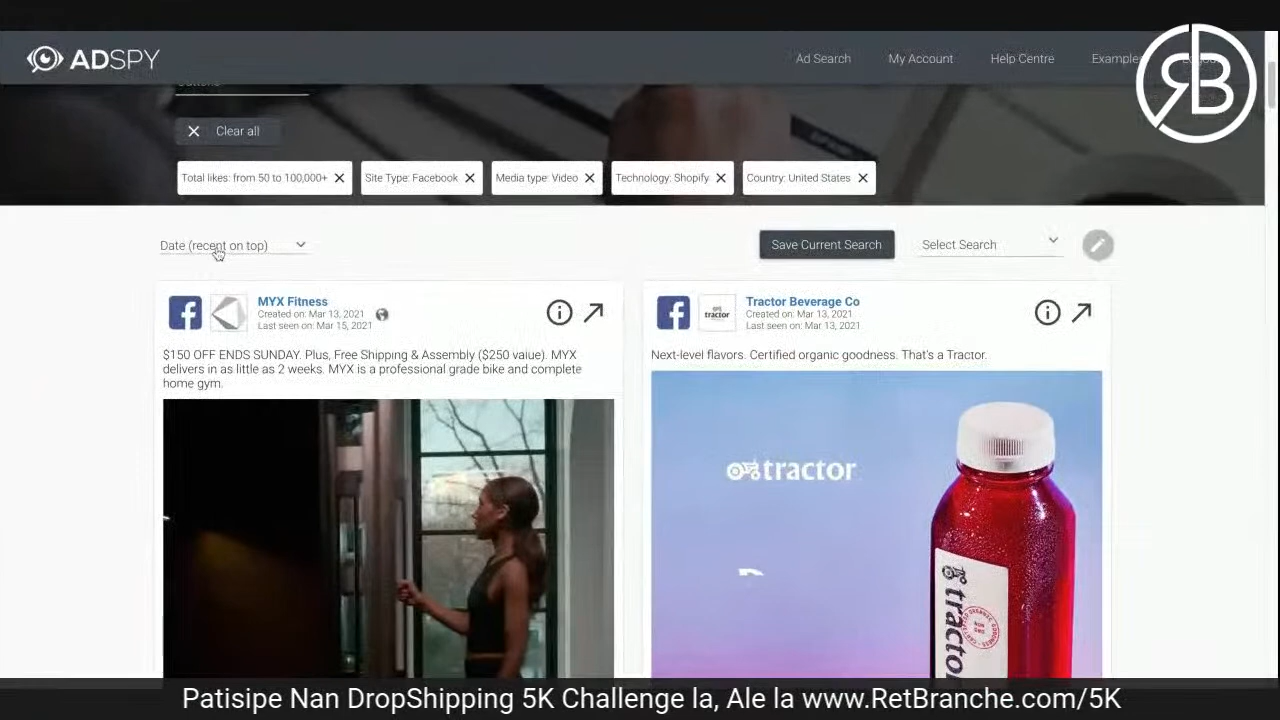 ADSPY
Ad Search
My Account
Help Centre
RB
Clear all
Total likes: from 50 to 100,000+
Site Type: Facebook
Media type: Video
Technology: Shopify
Country: United States
Date (recent on top)
Save Current Search
Select Search
MYX Fitness
Created on: Mar 13, 2021
Last seen on: Mar 15, 2021
$150 OFF ENDS SUNDAY. Plus, Free Shipping & Assembly ($250 value). MYX
delivers in as little as 2 weeks. MYX is a professional grade bike and complete
home gym.
tractor
Tractor Beverage Co
Created on: Mar 13, 2021
Last seen on: Mar 13, 2021
Next-level flavors. Certified organic goodness. That's a Tractor.
tractor
tractor
Patisipe Nan DropShipping 5K Challenge la, Ale la www.RetBranche.com/5K